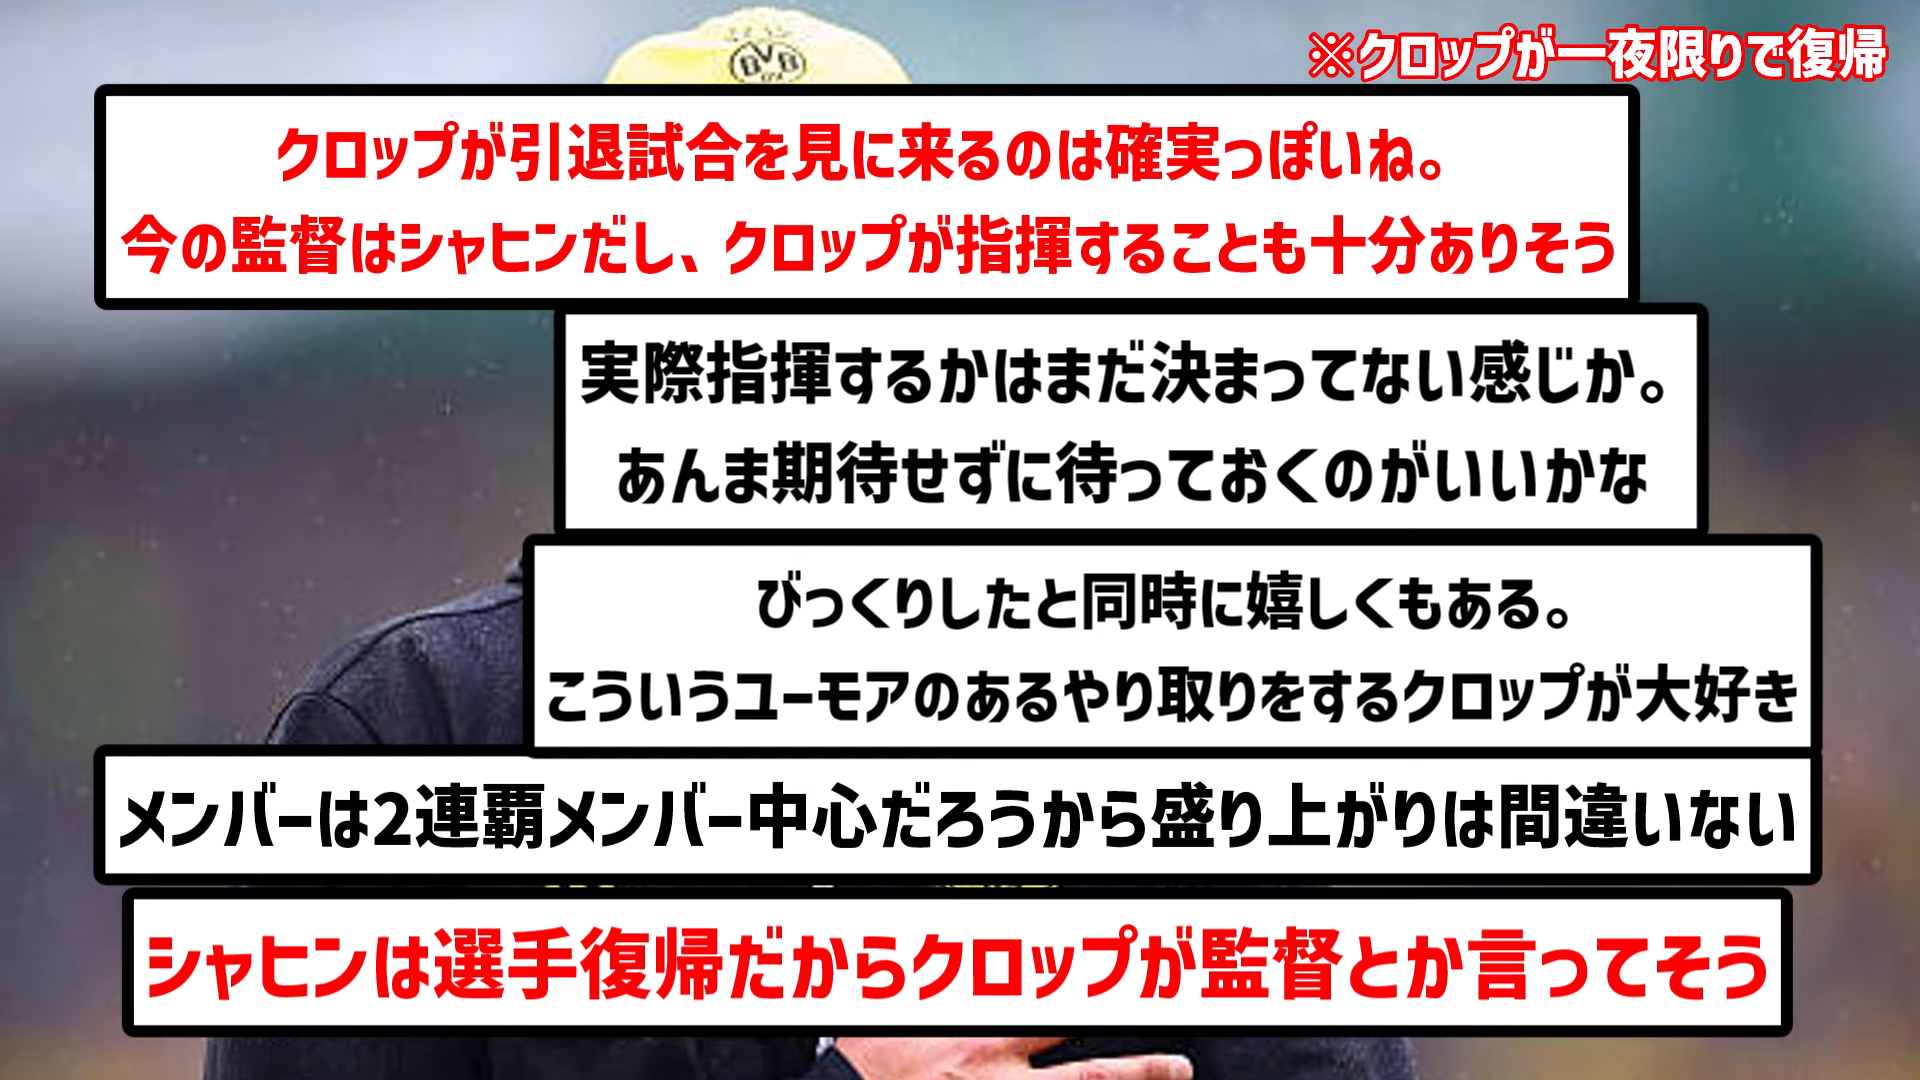 ※クロップが一夜限りで復帰
BVB
09
クロップが引退試合を見に来るのは確実っぽいね。
今の監督はシャヒンだし、クロップが指揮することも十分ありそう
実際指揮するかはまだ決まってない感じか。
あんま期待せずに待っておくのがいいかな
びっくりしたと同時に嬉しくもある。
こういうユーモアのあるやり取りをするクロップが大好き
メンバーは2連覇メンバー中心だろうから盛り上がりは間違いない
シャヒンは選手復帰だからクロップが監督とか言ってそう